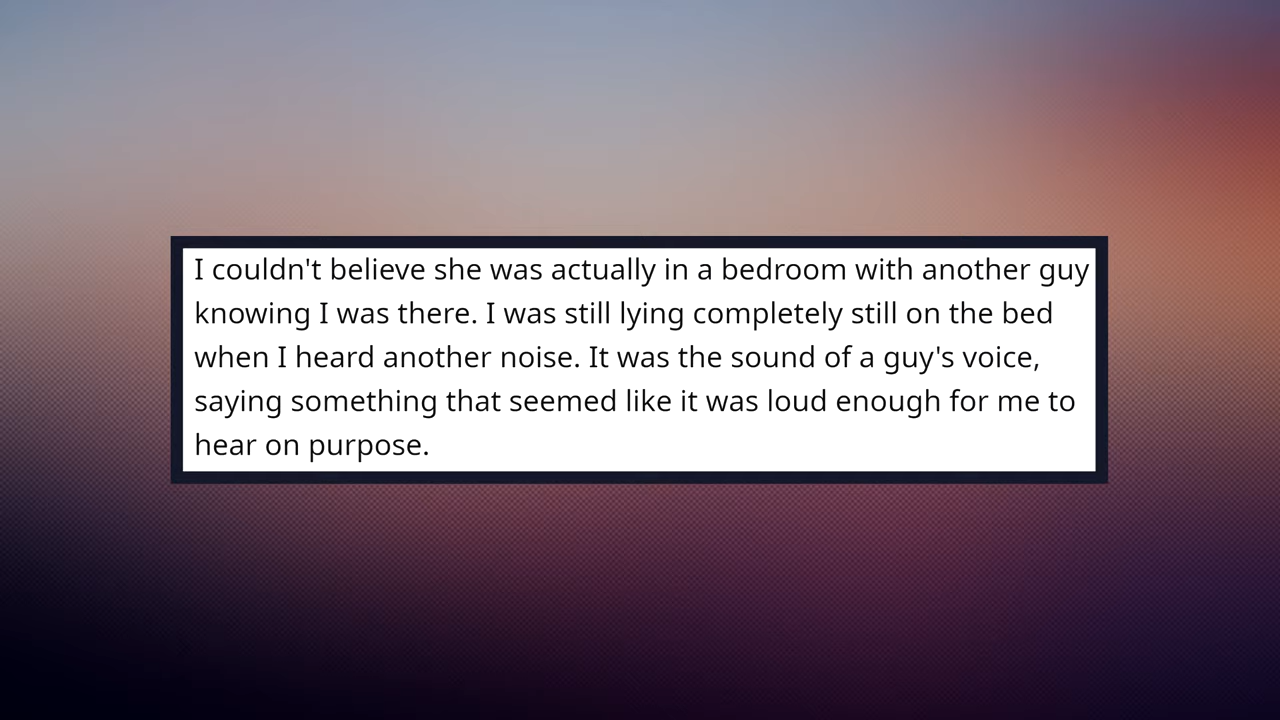 I couldn't believe she was actually in a bedroom with another guy
knowing I was there. I was still lying completely still on the bed
when I heard another noise. It was the sound of a guy's voice,
saying something that seemed like it was loud enough for me to
hear on purpose.